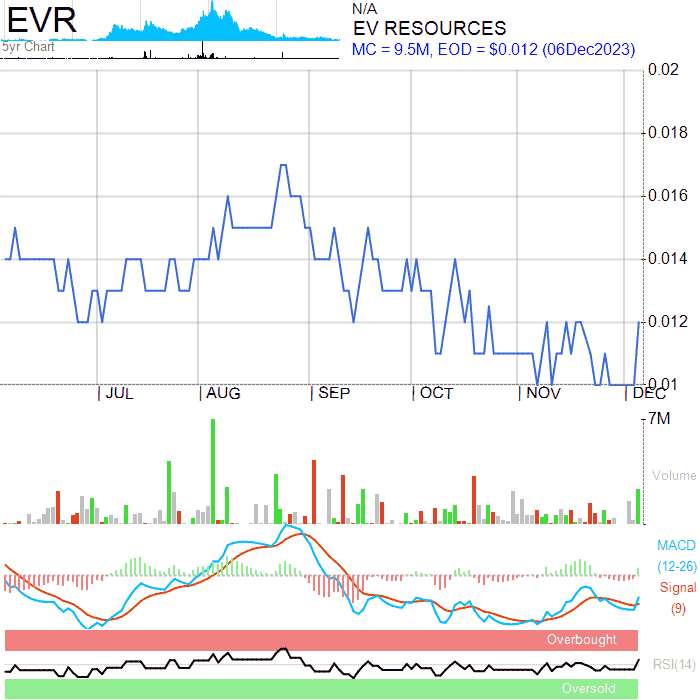 EVR
5yr Chart
N/A
EV RESOURCES
MC = 9.5M, EOD = $0.012 (06Dec2023)
0.02
0.018
0.016
0.014
0.012
0.01
JUL
AUG
SEP
OCT
NOV
DEC
7M
Volume
MACD
(12-26)
Signal
(9)
Overbought
RSI(14)
Oversold